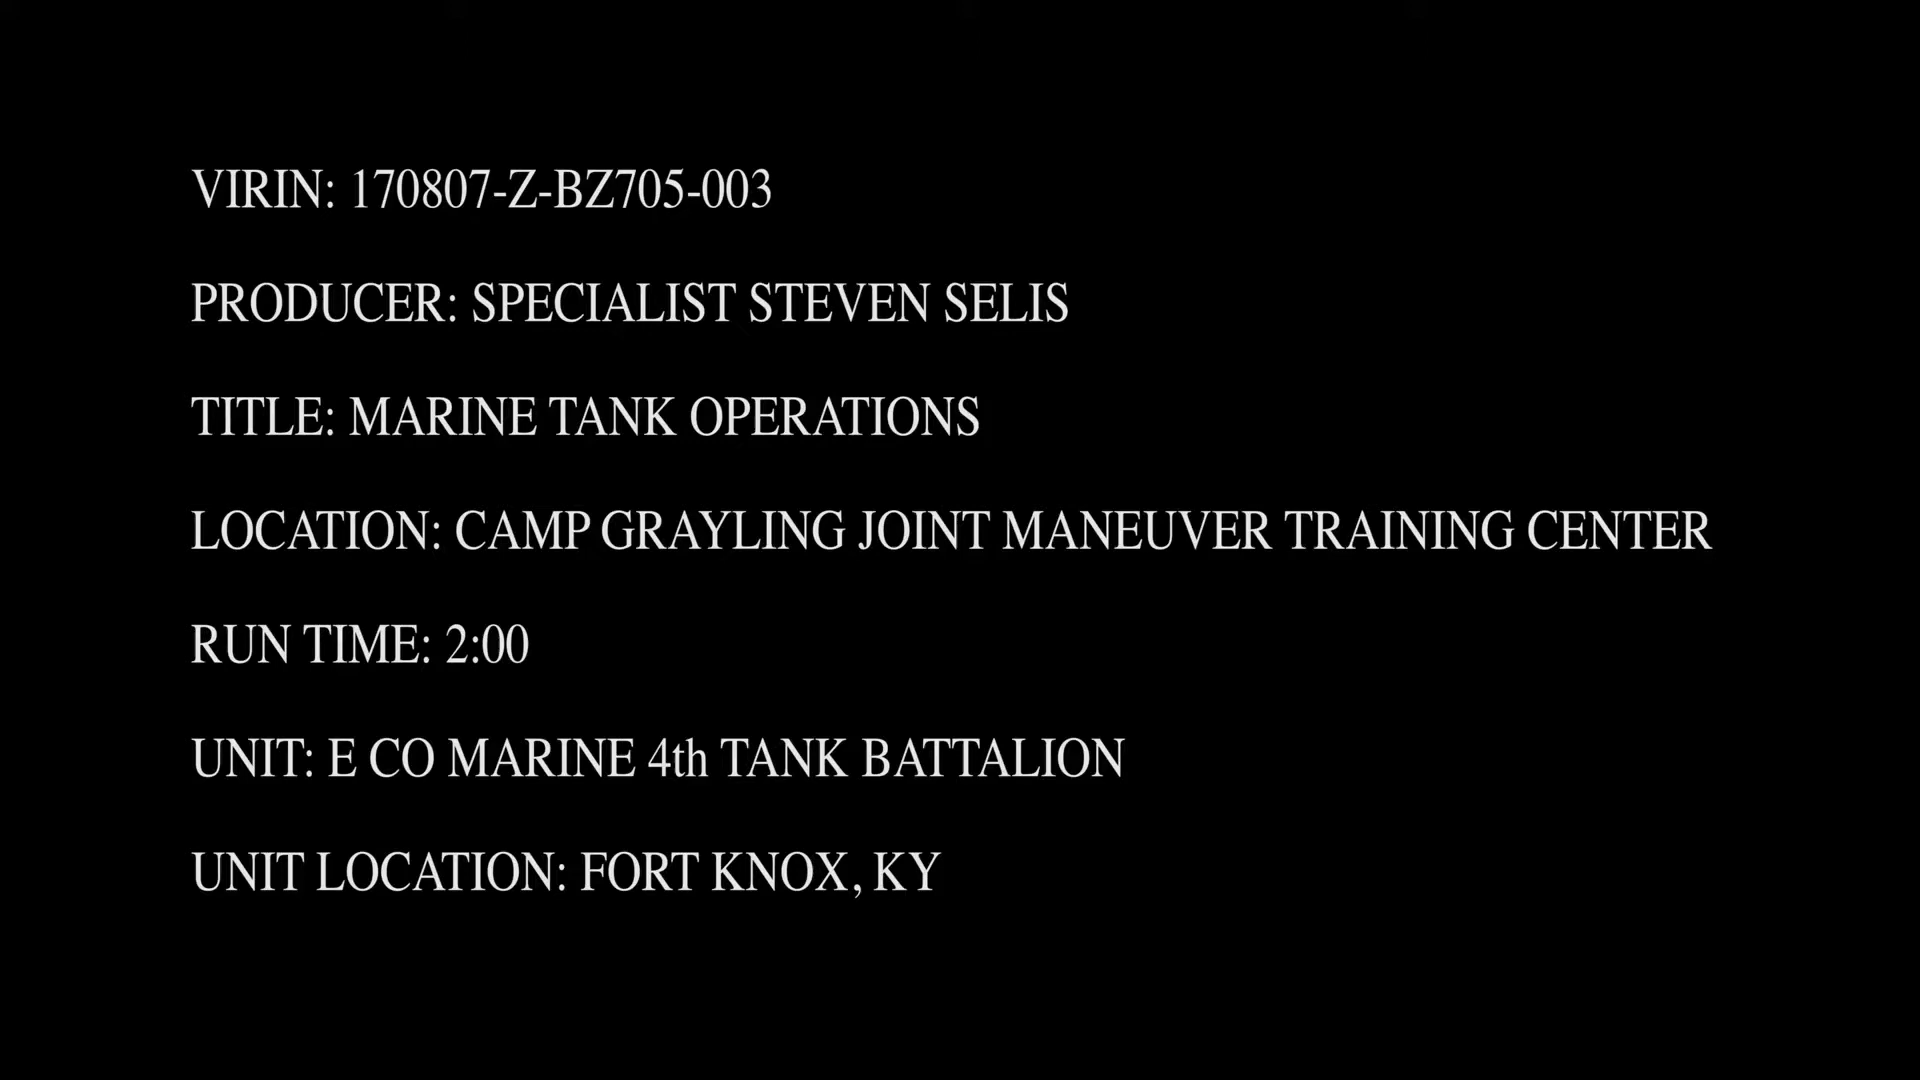 VIRIN: 170807-Z-BZ705-003
PRODUCER: SPECIALIST STEVEN SELIS
TITLE: MARINE TANK OPERATIONS
LOCATION: CAMP GRAYLING JOINT MANEUVER TRAINING CENTER
RUN TIME: 2:00
UNIT: E CO MARINE 4th TANK BATTALION
UNIT LOCATION: FORT KNOX, KY